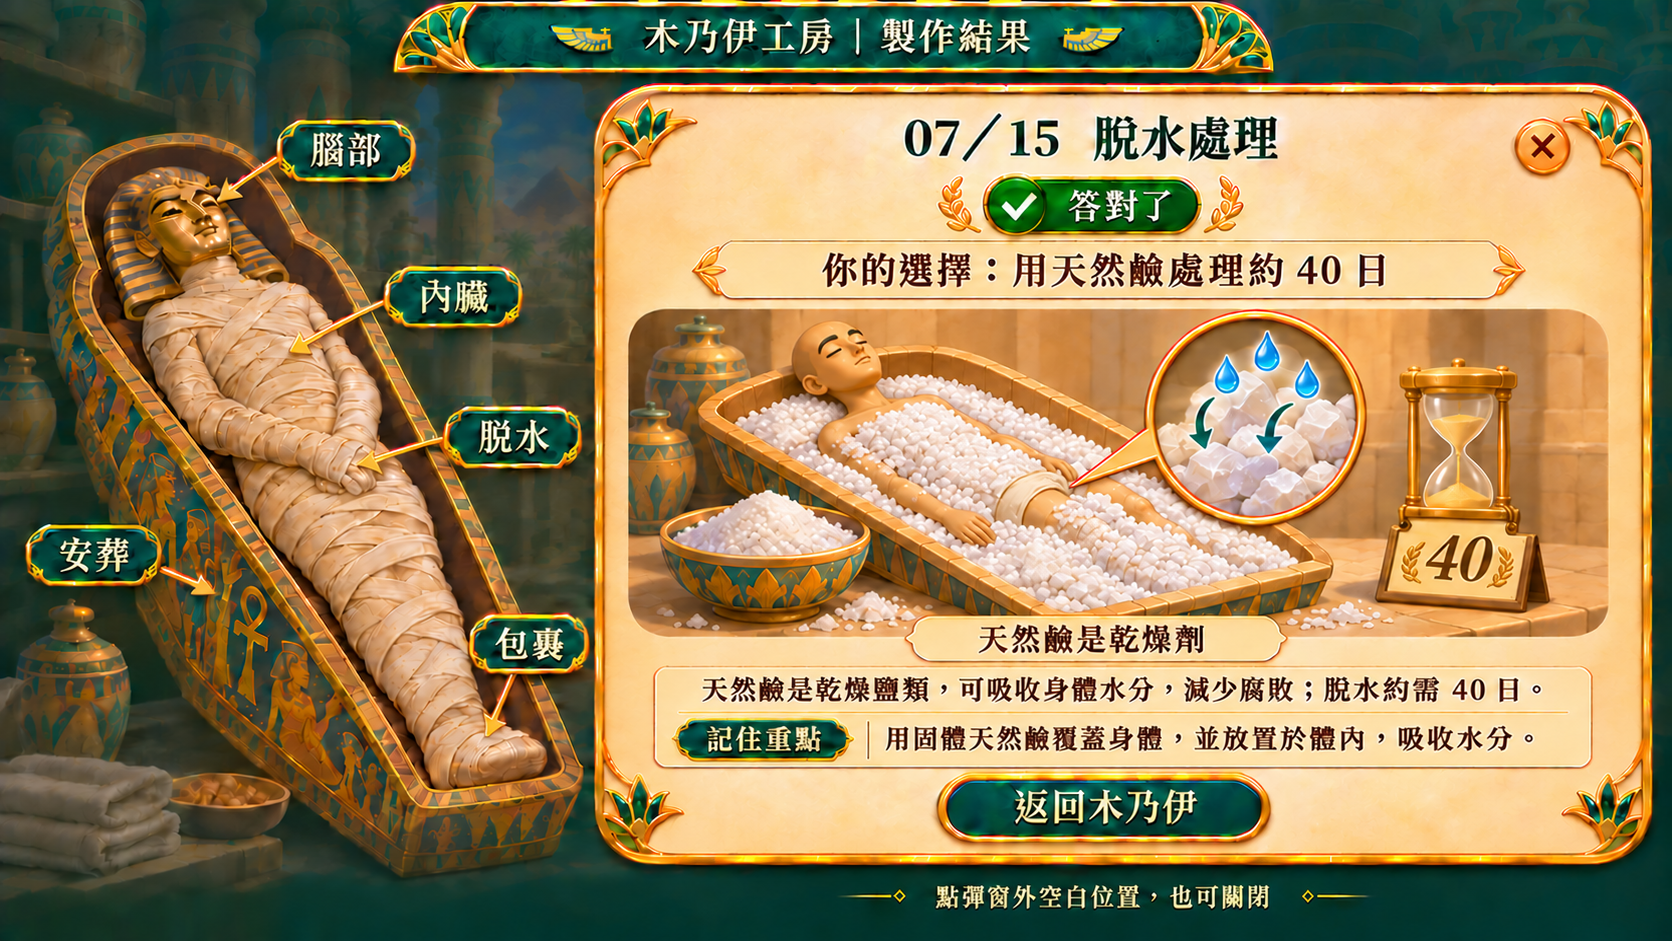 木乃伊工房｜製作結果
腦部
內臟
脫水
安葬
包裹
07／15 脫水處理
答對了
你的選擇：用天然鹼處理約 40 日
40
天然鹼是乾燥劑
天然鹼是乾燥鹽類，可吸收身體水分，減少腐敗；脫水約需 40 日。
記住重點
用固體天然鹼覆蓋身體，並放置於體內，吸收水分。
返回木乃伊
點彈窗外空白位置，也可關閉